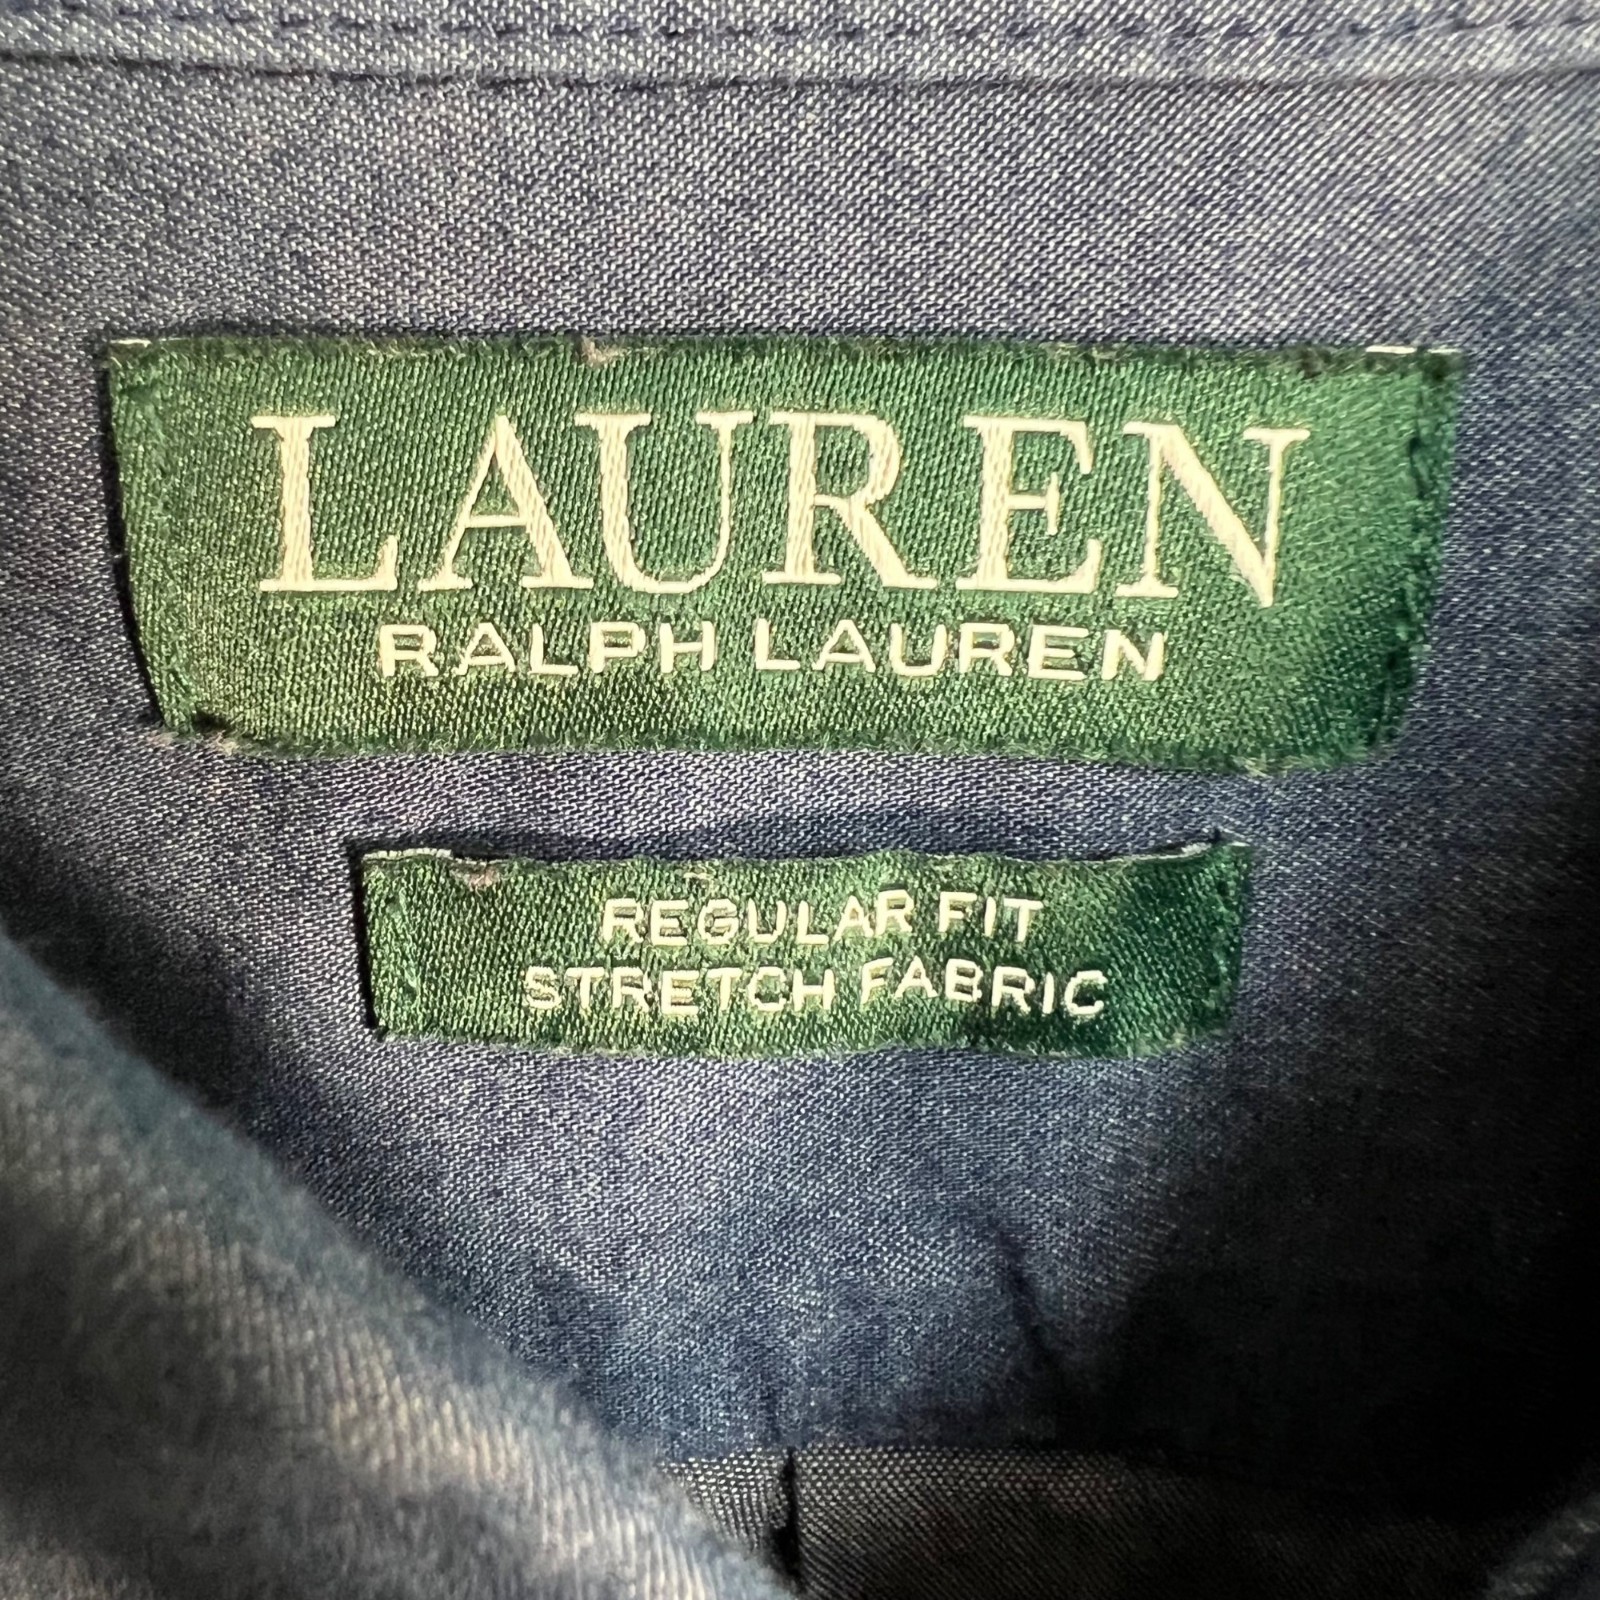 LAUREN
RALPH LAUREN
REGULAR FIT
STRETCH FABRIC